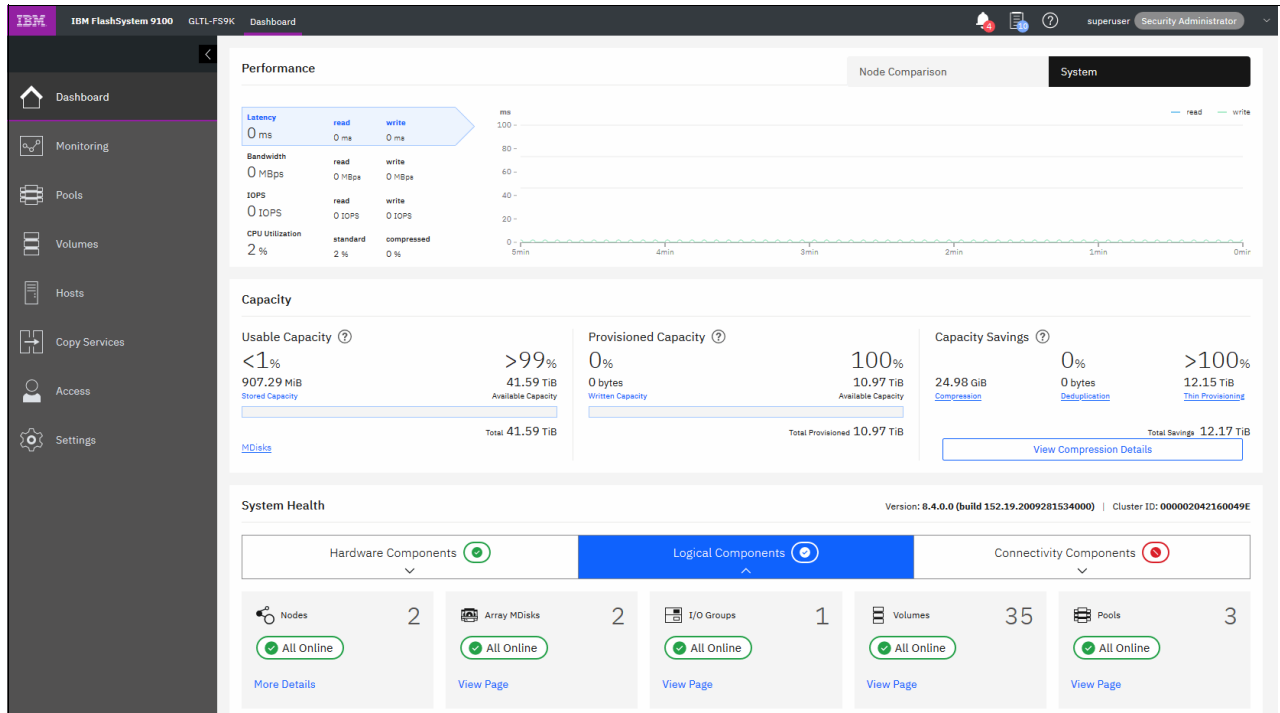 IBM IBM FlashSystem 9100 GLTL-FS9K Dashboard 4 10 superuser Security Administrator
Dashboard
Monitoring
Pools
Volumes
Hosts
Copy Services
Access
Settings
Performance
Node Comparison System
Latency read write
0 ms 0 ms 0 ms
Bandwidth read write
0 MBps 0 MBps 0 MBps
IOPS read write
0 IOPS 0 IOPS 0 IOPS
CPU Utilization standard compressed
2 % 2 % 0 %
ms read write
100
80
60
40
20
0
5min 4min 3min 2min 1min 0min
Capacity
Usable Capacity
<1% >99%
907.29 MiB 41.59 TiB
Stored Capacity Available Capacity
Total 41.59 TiB
MDisks
Provisioned Capacity
0% 100%
0 bytes 10.97 TiB
Written Capacity Available Capacity
Total Provisioned 10.97 TiB
Capacity Savings
0% >100%
24.98 GiB 0 bytes 12.15 TiB
Compression Deduplication Thin Provisioning
Total Savings 12.17 TiB
View Compression Details
System Health Version: 8.4.0.0 (build 152.19.2009281534000) | Cluster ID: 000002042160049E
Hardware Components Logical Components Connectivity Components
Nodes 2 Array MDisks 2 I/O Groups 1 Volumes 35 Pools 3
All Online All Online All Online All Online All Online
More Details View Page View Page View Page View Page